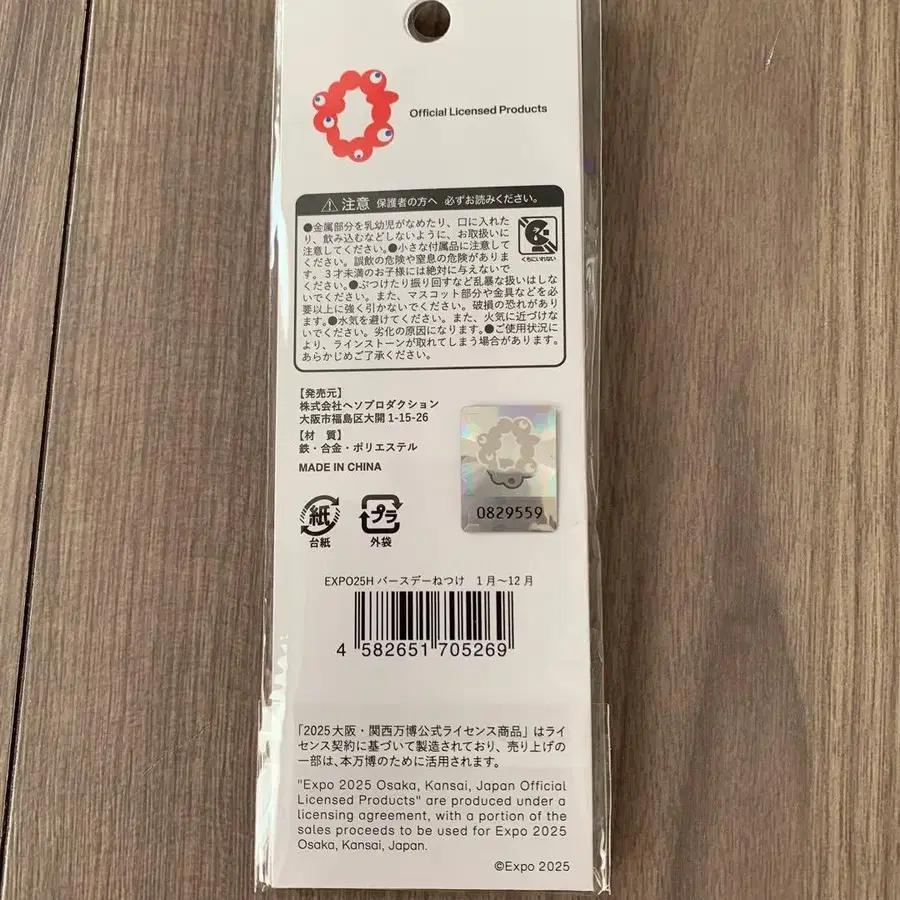 Official Licensed Products
注意 保護者の方へ 必ずお読みください。
●金属部分を乳幼児がなめたり、口に入れた
り、飲み込むなどしないように、お取扱いに
注意してください。●小さな付属品に注意して
ください。誤飲の危険や窒息の危険がありま
す。3才未満のお子様には絶対に与えないで
ください。●ぶつけたり振り回すなど乱暴な扱いはしな
いでください。また、マスコット部分や金具などを必
要以上に強く引かないでください。破損の恐れがあり
ます。●水気を避けてください。また、火気に近づけな
いでください。劣化の原因になります。●ご使用状況に
より、ラインストーンが取れてしまう場合があります。
あらかじめご了承ください。
くちにいれない
【発売元】
株式会社ヘソプロダクション
大阪市福島区大開1-15-26
【材 質】
鉄・合金・ポリエステル
MADE IN CHINA
0829559
紙
台紙
プラ
外袋
EXPO25H バースデーねつけ 1月～12月
4 582651 705269
「2025大阪・関西万博公式ライセンス商品」はライ
センス契約に基づいて製造されており、売り上げの
一部は、本万博のために活用されます。
"Expo 2025 Osaka, Kansai, Japan Official
Licensed Products" are produced under a
licensing agreement, with a portion of the
sales proceeds to be used for Expo 2025
Osaka, Kansai, Japan.
©Expo 2025